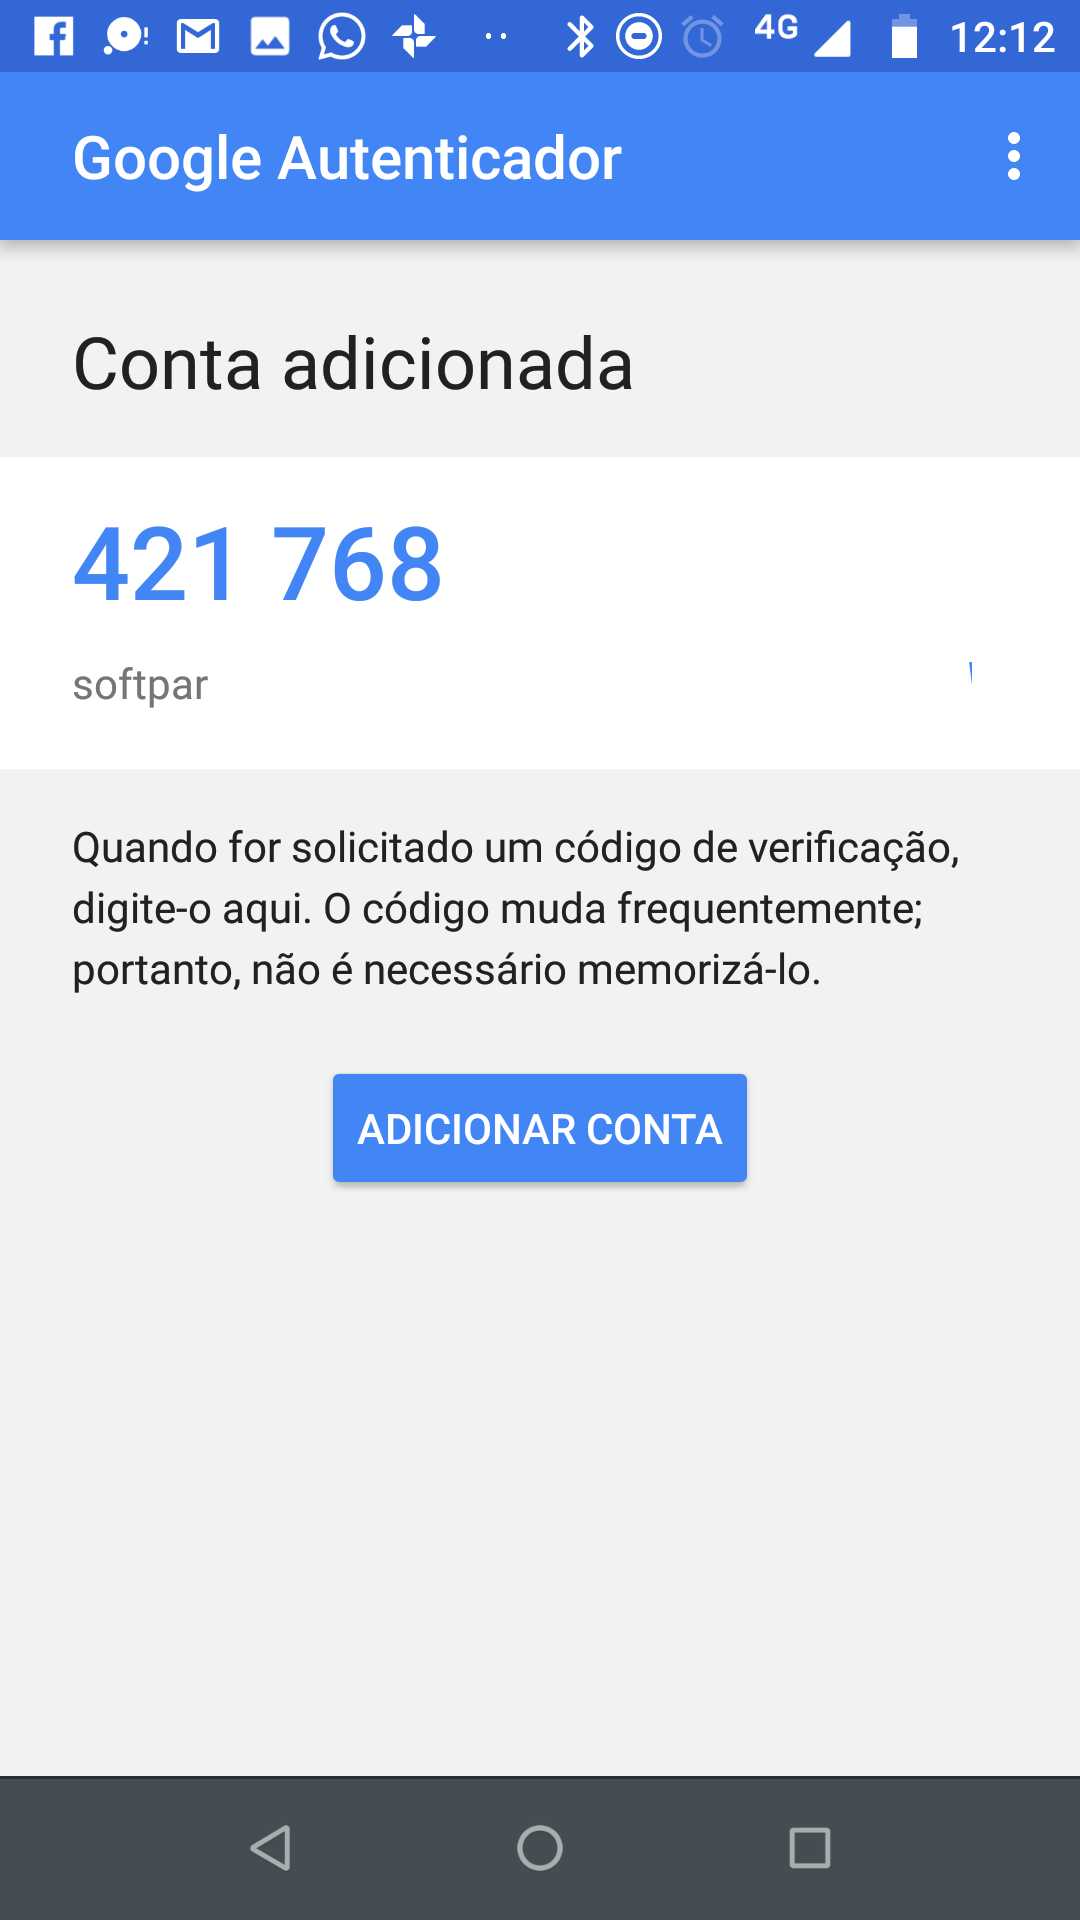 4G 12:12
Google Autenticador
Conta adicionada
421 768
softpar
Quando for solicitado um código de verificação,
digite-o aqui. O código muda frequentemente;
portanto, não é necessário memorizá-lo.
ADICIONAR CONTA